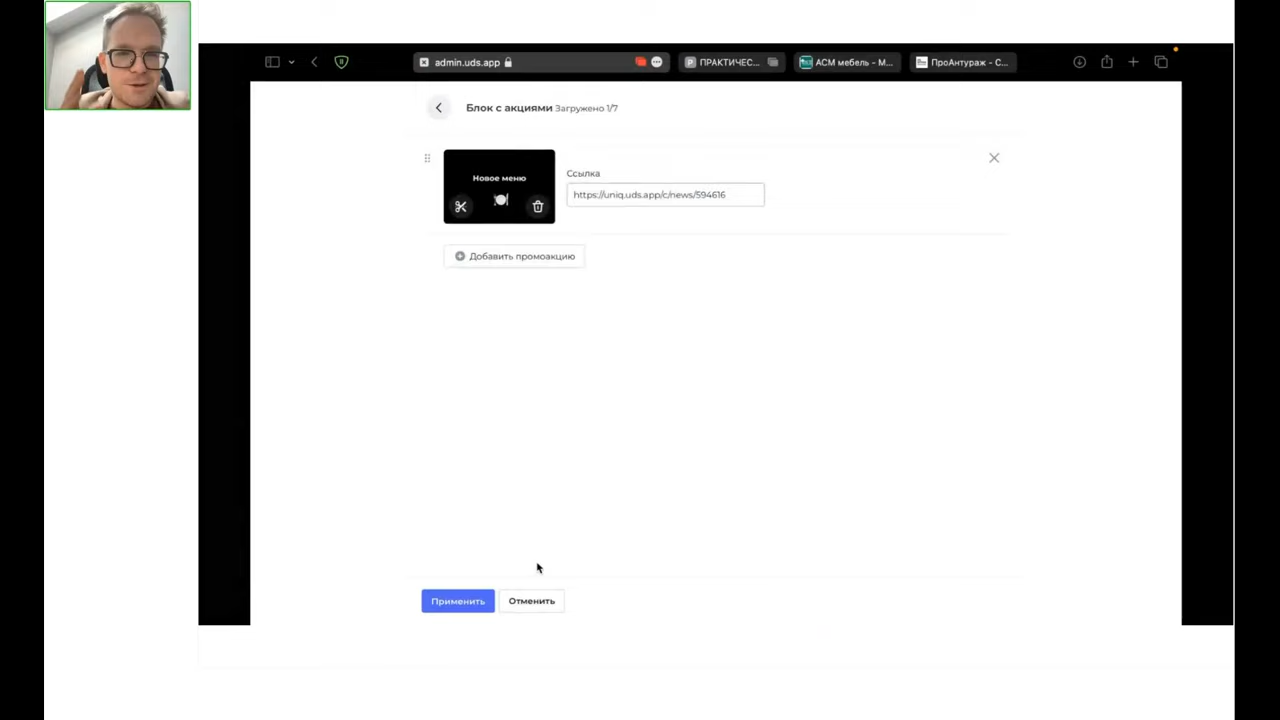 admin.uds.app
ПРАКТИЧЕС...
АСМ мебель - М...
ПроАнтураж - С...
Блок с акциями Загружено 1/7
Новое меню
Ссылка
https://uniq.uds.app/c/news/594616
Добавить промоакцию
Применить
Отменить